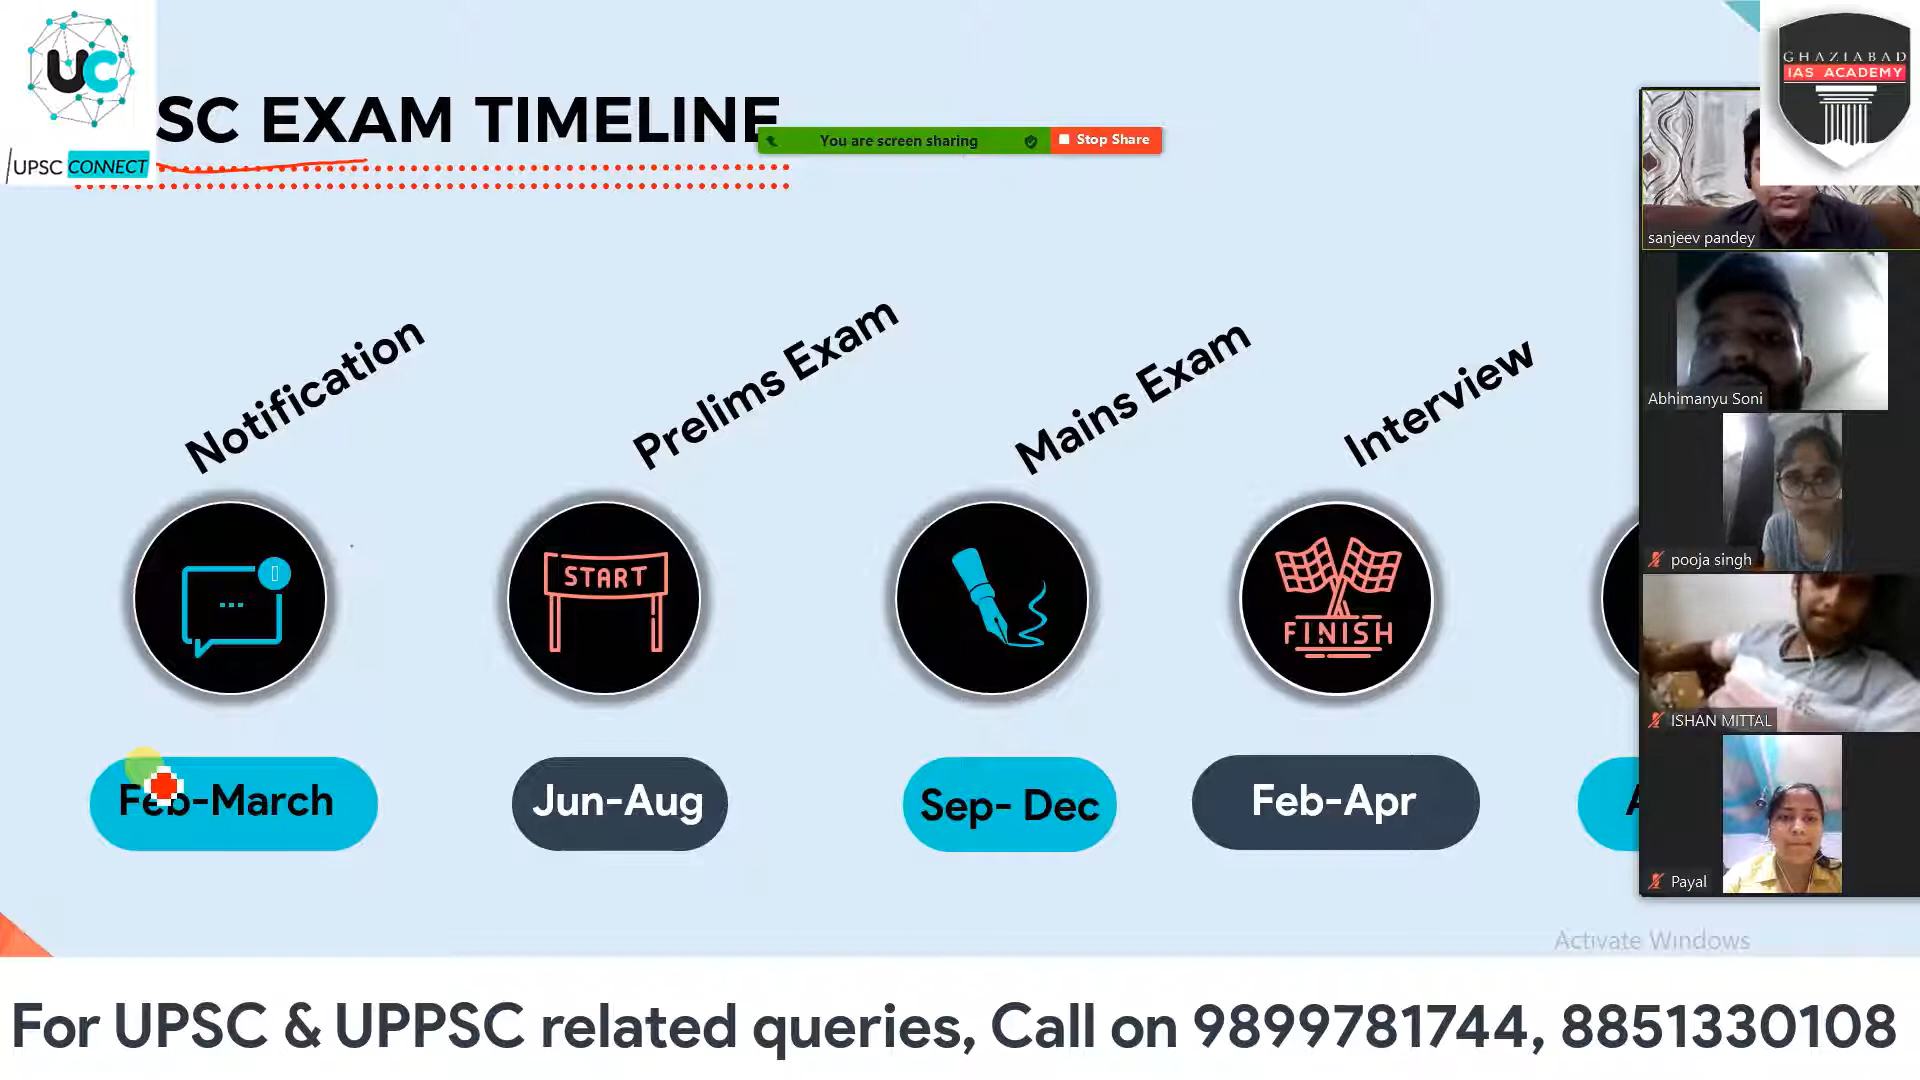 UC
UPSC CONNECT
SC EXAM TIMELINE
You are screen sharing
Stop Share
GHAZIABAD
IAS ACADEMY
sanjeev pandey
Abhimanyu Soni
pooja singh
ISHAN MITTAL
Payal
Notification
Prelims Exam
Mains Exam
Interview
START
FINISH
Feb-March
Jun-Aug
Sep- Dec
Feb-Apr
A
Activate Windows
For UPSC & UPPSC related queries, Call on 9899781744, 8851330108